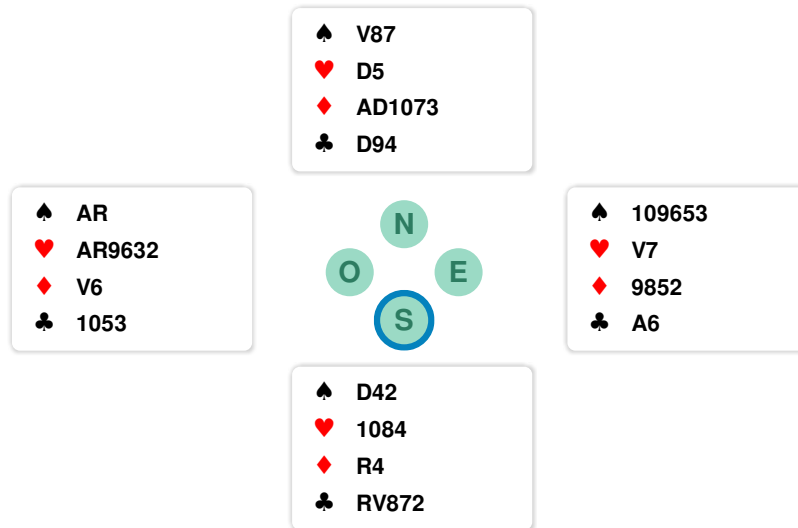 ♠ V87
♥ D5
♦ AD1073
♣ D94
♠ AR
♥ AR9632
♦ V6
♣ 1053
N
O E
S
♠ 109653
♥ V7
♦ 9852
♣ A6
♠ D42
♥ 1084
♦ R4
♣ RV872